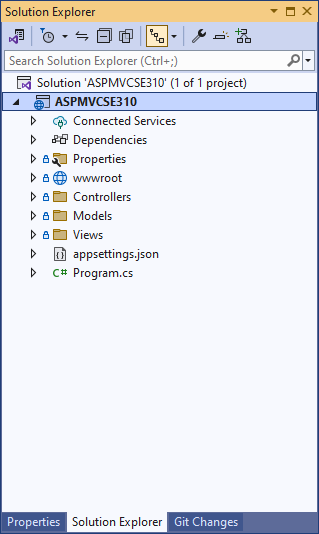 Solution Explorer
Search Solution Explorer (Ctrl+;)
Solution 'ASPMVCSE310' (1 of 1 project)
ASPMVCSE310
Connected Services
Dependencies
Properties
wwwroot
Controllers
Models
Views
appsettings.json
C# Program.cs
Properties Solution Explorer Git Changes